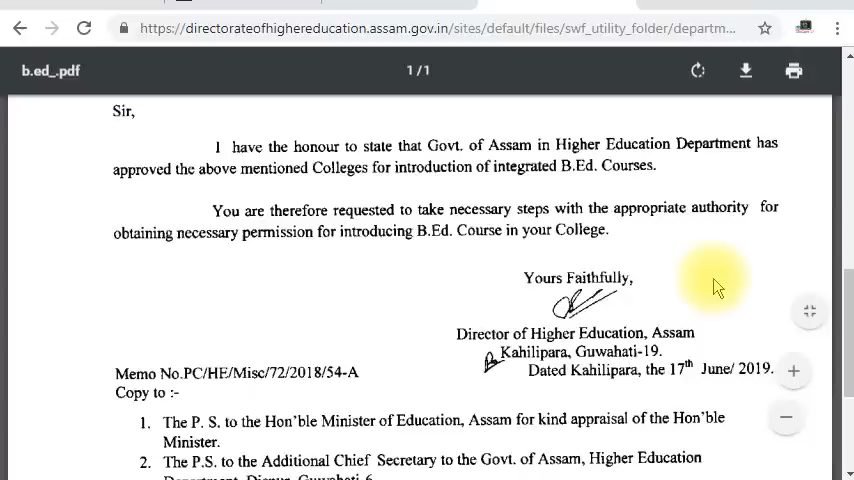 https://directorateofhighereducation.assam.gov.in/sites/default/files/swf_utility_folder/departm...
b.ed_.pdf 1/1
Sir,
I have the honour to state that Govt. of Assam in Higher Education Department has
approved the above mentioned Colleges for introduction of integrated B.Ed. Courses.
You are therefore requested to take necessary steps with the appropriate authority for
obtaining necessary permission for introducing B.Ed. Course in your College.
Yours Faithfully,
Director of Higher Education, Assam
Kahilipara, Guwahati-19.
Memo No.PC/HE/Misc/72/2018/54-A Dated Kahilipara, the 17th June/ 2019.
Copy to :-
1. The P. S. to the Hon'ble Minister of Education, Assam for kind appraisal of the Hon'ble
Minister.
2. The P.S. to the Additional Chief Secretary to the Govt. of Assam, Higher Education
Department, Dispur, Guwahati-6